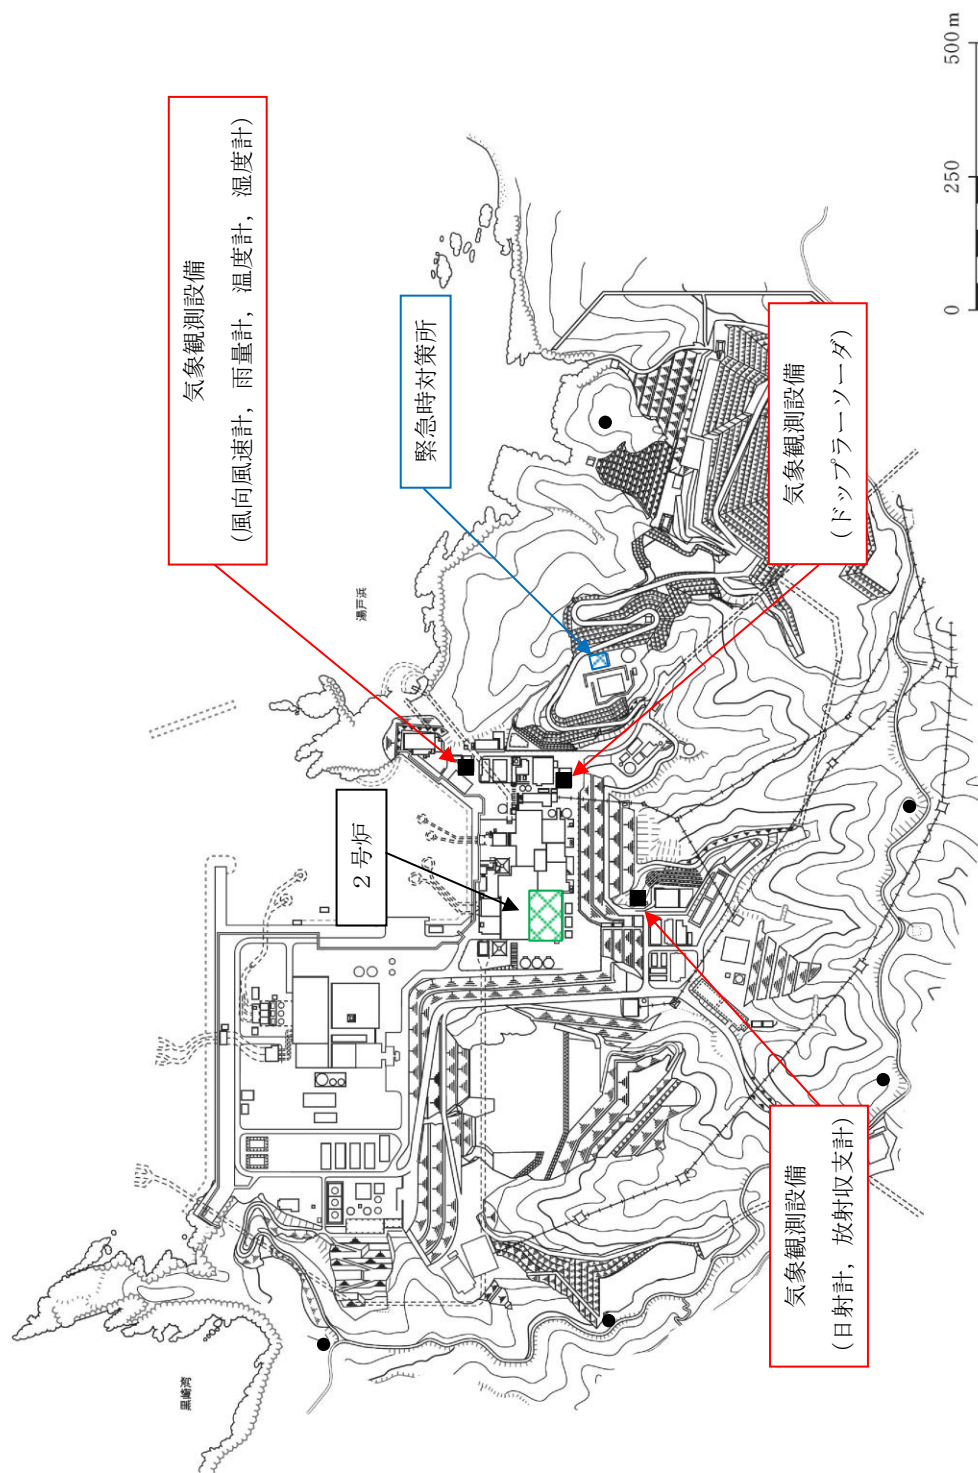 気象観測設備
(風向風速計，雨量計，温度計，湿度計)
緊急時対策所
気象観測設備
(ドップラーソーダ)
2号炉
気象観測設備
(日射計，放射収支計)
湯戸浜
黒崎湾
0 250 500 m